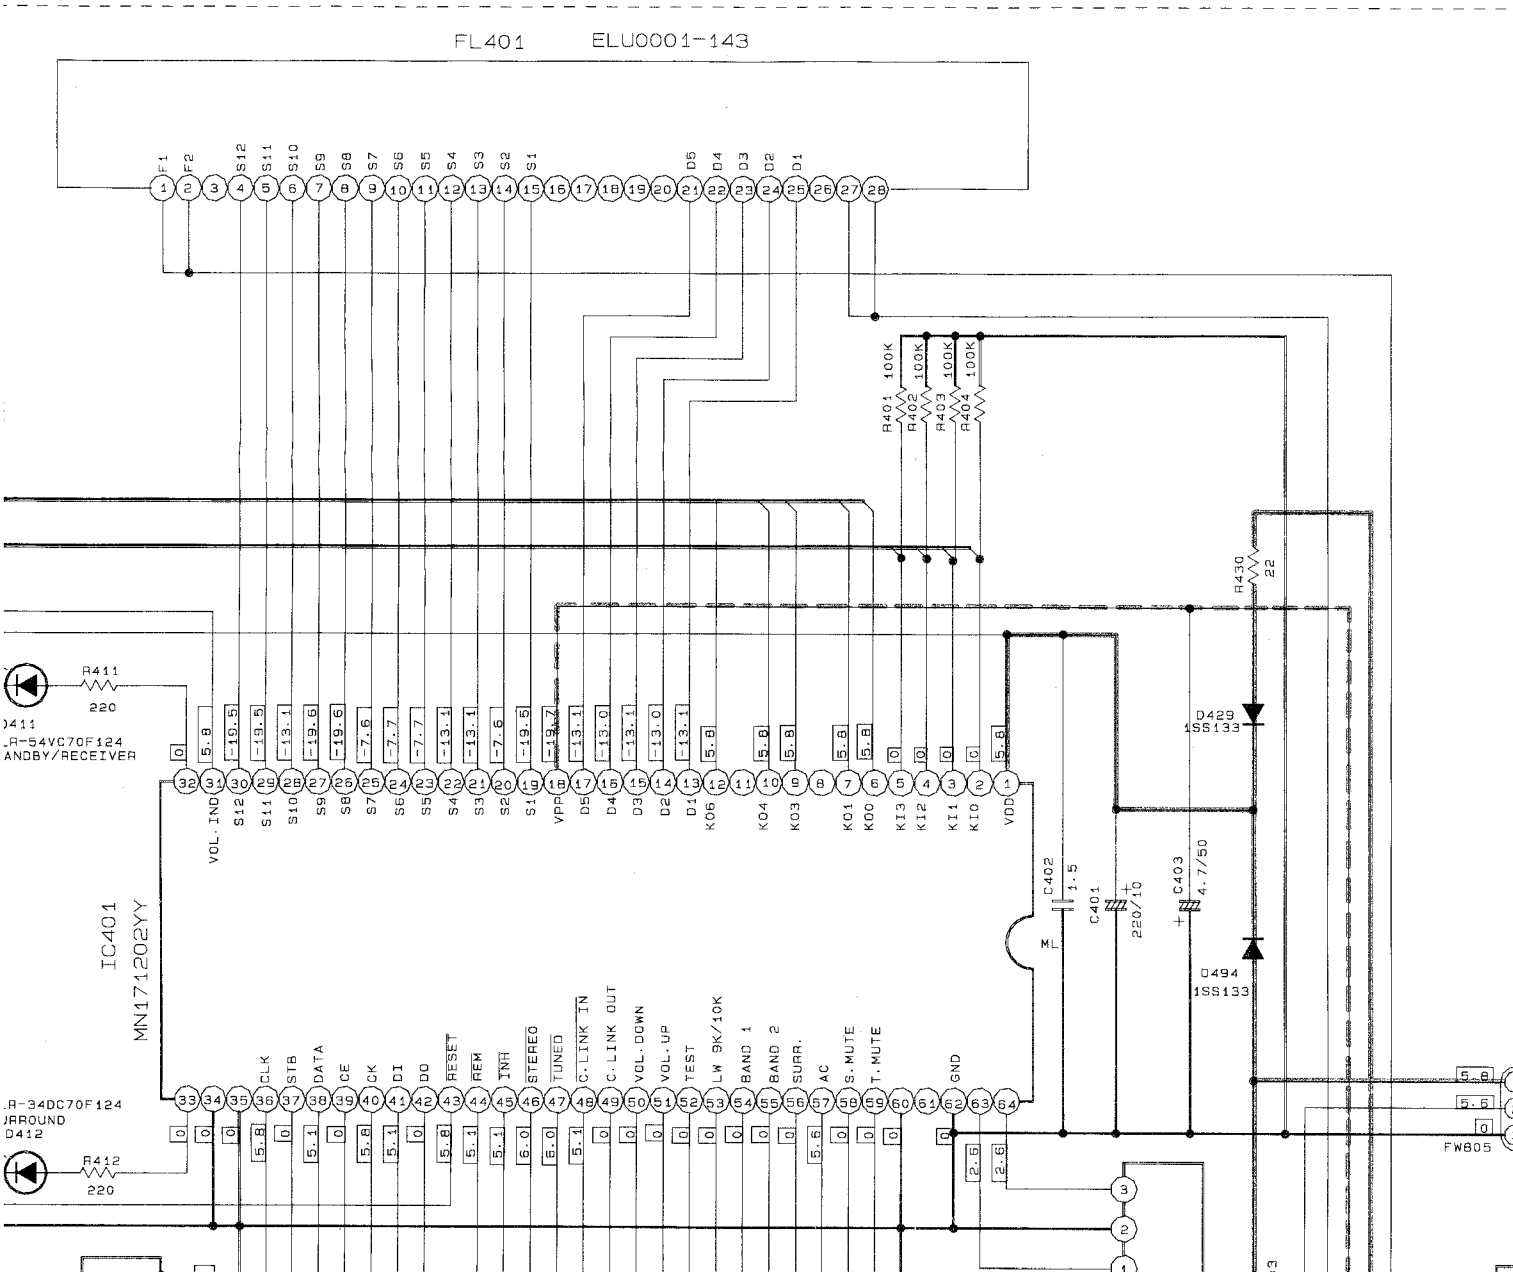 FL401 ELU0001-143
F1 F2 S12 S11 S10 S9 S8 S7 S6 S5 S4 S3 S2 S1 D5 D4 D3 D2 D1
1 2 3 4 5 6 7 8 9 10 11 12 13 14 15 16 17 18 19 20 21 22 23 24 25 26 27 28
R401 100K R402 100K R403 100K R404 100K
R430 22
R411
220
D429
1SS133
ANDBY/RECEIVER
0 5.8 -19.5 -19.5 -13.1 -19.6 -19.6 -7.6 -7.7 -7.7 -13.1 -13.1 -7.6 -19.5 -19.7 -13.1 -13.0 -13.1 -13.0 -13.1 5.8 5.8 5.8 5.8 5.8 0 0 0 0 5.8
32 31 30 29 28 27 26 25 24 23 22 21 20 19 18 17 16 15 14 13 12 11 10 9 8 7 6 5 4 3 2 1
VOL.IND S12 S11 S10 S9 S8 S7 S6 S5 S4 S3 S2 S1 VPP D5 D4 D3 D2 D1 KO6 KO4 KO3 KO1 KO0 KI3 KI2 KI1 KI0 VDD
C402 1.5
C401 220/10 +
C403 4.7/50 +
IC401
MN171202YY
ML
D494
1SS133
CLK STB DATA CE CK DI DO RESET REM INH STEREO TUNED C.LINK IN C.LINK OUT VOL.DOWN VOL.UP TEST LW 9K/10K BAND 1 BAND 2 SURR. AC S.MUTE T.MUTE GND
33 34 35 36 37 38 39 40 41 42 43 44 45 46 47 48 49 50 51 52 53 54 55 56 57 58 59 60 61 62 63 64
0 0 0 5.8 0 5.1 0 5.8 5.1 0 5.8 5.1 5.1 6.0 5.0 5.1 0 0 0 0 0 0 0 0 5.6 0 0 0 0 2.5 2.6
D412
R412
220
5.8
5.6
0
FW805
3
2
1